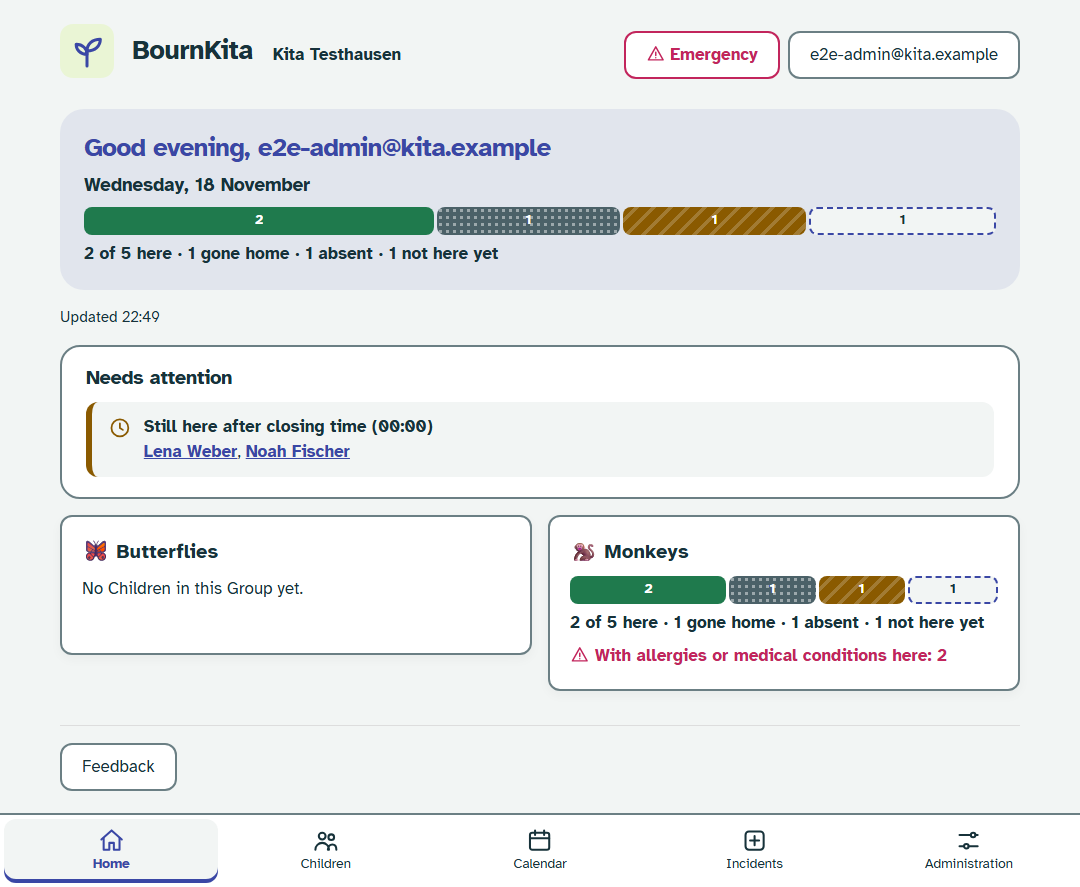 BournKita Kita Testhausen
Emergency
e2e-admin@kita.example
Good evening, e2e-admin@kita.example
Wednesday, 18 November
2 1 1 1
2 of 5 here · 1 gone home · 1 absent · 1 not here yet
Updated 22:49
Needs attention
Still here after closing time (00:00)
Lena Weber, Noah Fischer
Butterflies
No Children in this Group yet.
Monkeys
2 1 1 1
2 of 5 here · 1 gone home · 1 absent · 1 not here yet
With allergies or medical conditions here: 2
Feedback
Home
Children
Calendar
Incidents
Administration